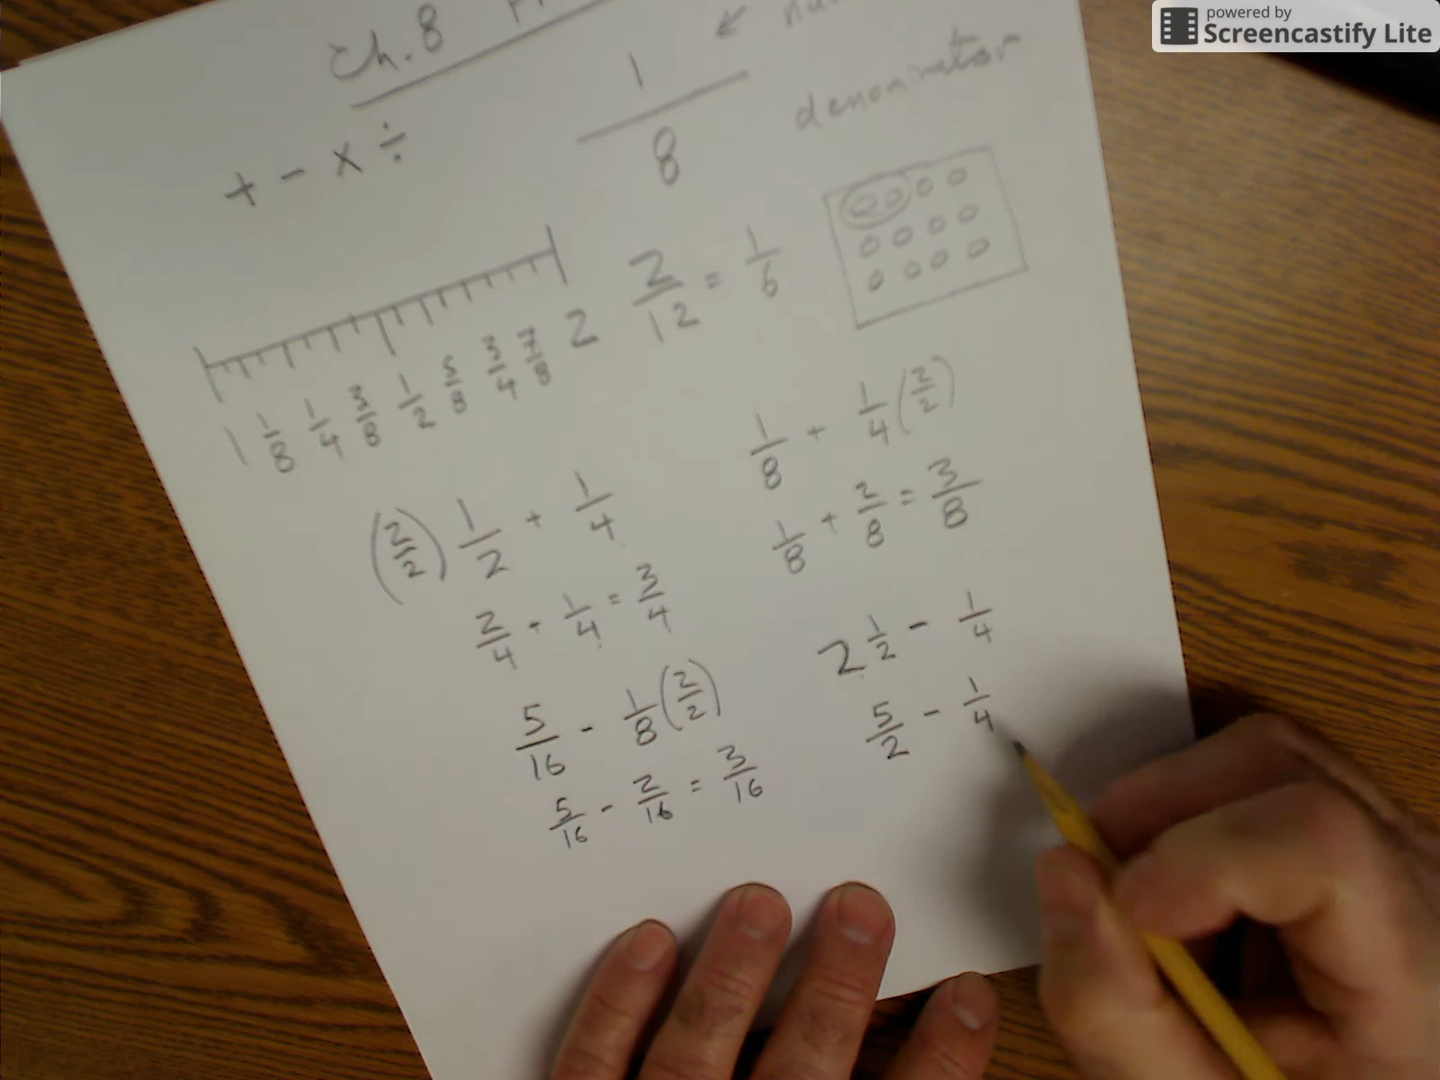 powered by
Screencastify Lite
Ch. 8
+ - x ÷
1/8
denominator
1 1/8 1/4 3/8 1/2 5/8 3/4 7/8 2
2/12 = 1/6
(2/2) 1/2 + 1/4
2/4 + 1/4 = 3/4
1/8 + 1/4 (2/2)
1/8 + 2/8 = 3/8
5/16 - 1/8 (2/2)
5/16 - 2/16 = 3/16
2 1/2 - 1/4
5/2 - 1/4